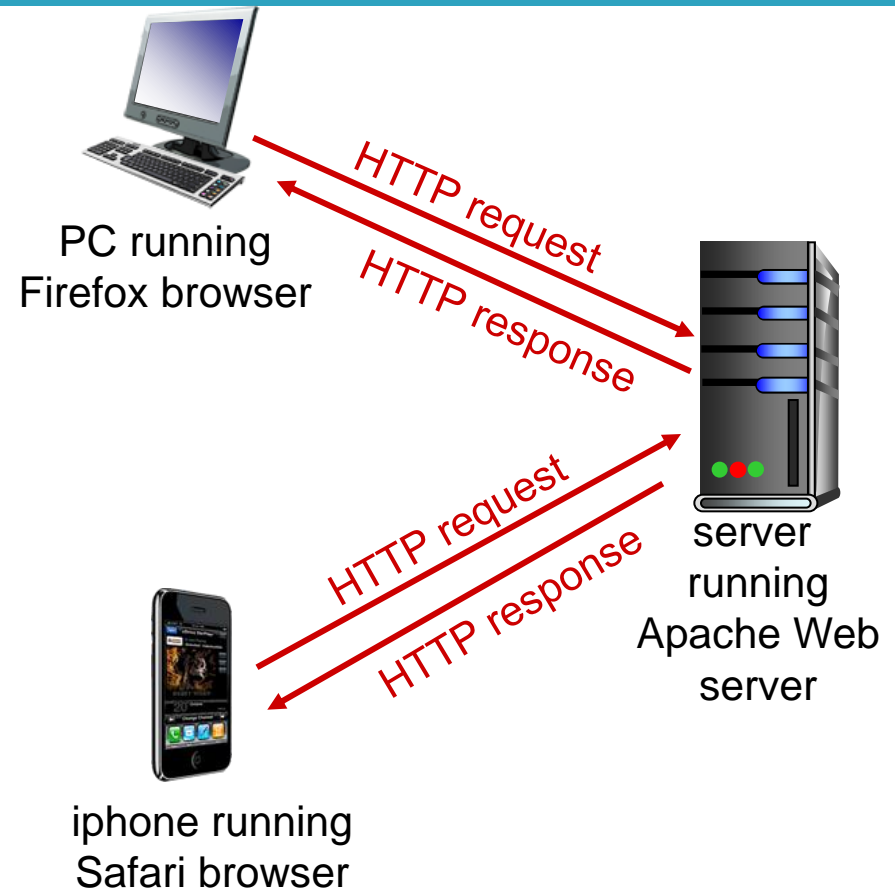 HTTP request
HTTP response
PC running
Firefox browser
HTTP request
HTTP response
server
running
Apache Web
server
iphone running
Safari browser